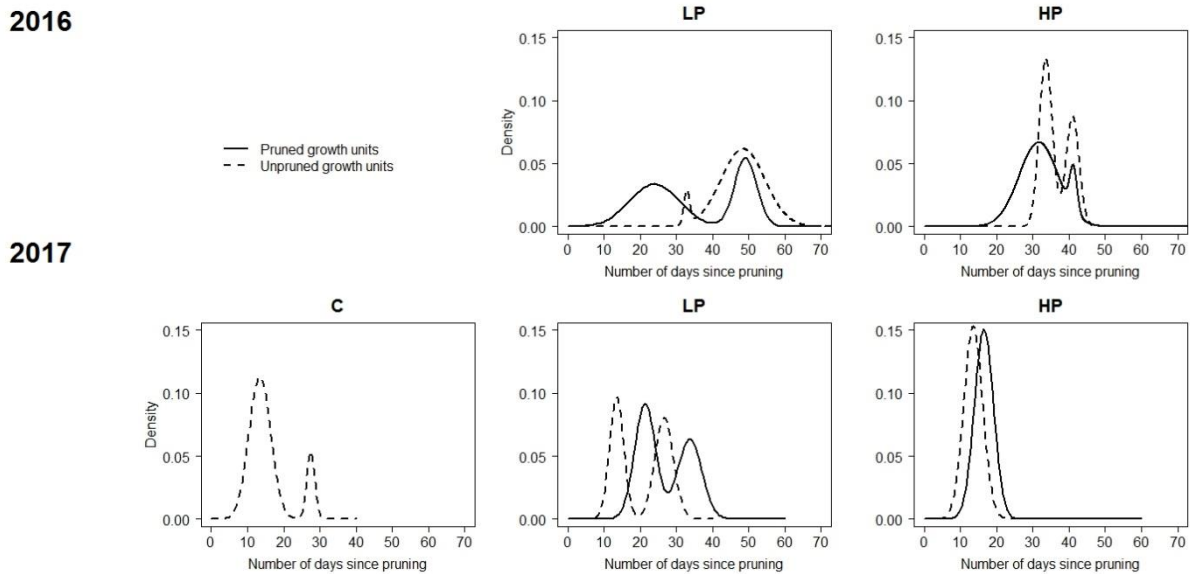 2016
LP
HP
Pruned growth units
Unpruned growth units
Density
0.15
0.10
0.05
0.00
0 10 20 30 40 50 60 70
Number of days since pruning
0.15
0.10
0.05
0.00
0 10 20 30 40 50 60 70
Number of days since pruning
2017
C
LP
HP
Density
0.15
0.10
0.05
0.00
0 10 20 30 40 50 60 70
Number of days since pruning
0.15
0.10
0.05
0.00
0 10 20 30 40 50 60 70
Number of days since pruning
0.15
0.10
0.05
0.00
0 10 20 30 40 50 60 70
Number of days since pruning